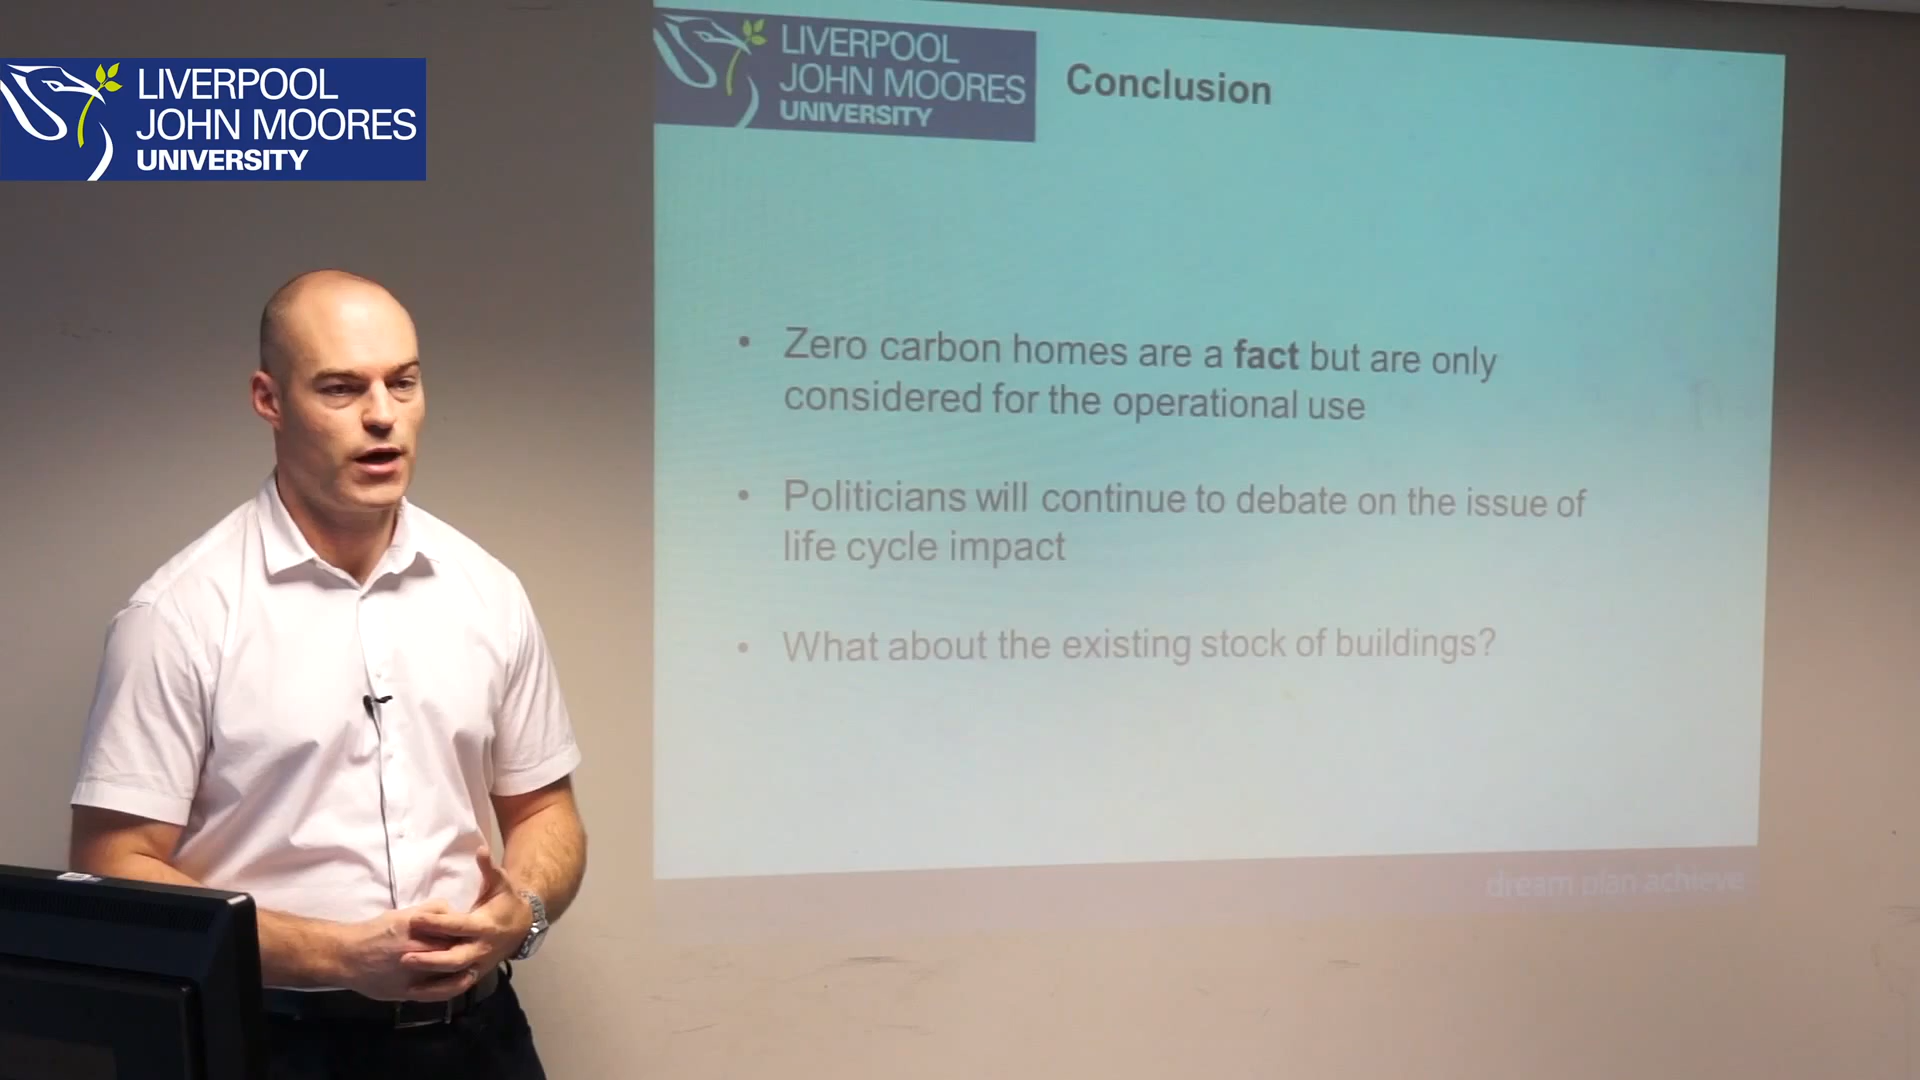 LIVERPOOL
JOHN MOORES
UNIVERSITY
LIVERPOOL
JOHN MOORES
UNIVERSITY
Conclusion
• Zero carbon homes are a fact but are only
considered for the operational use
• Politicians will continue to debate on the issue of
life cycle impact
• What about the existing stock of buildings?
dream plan achieve